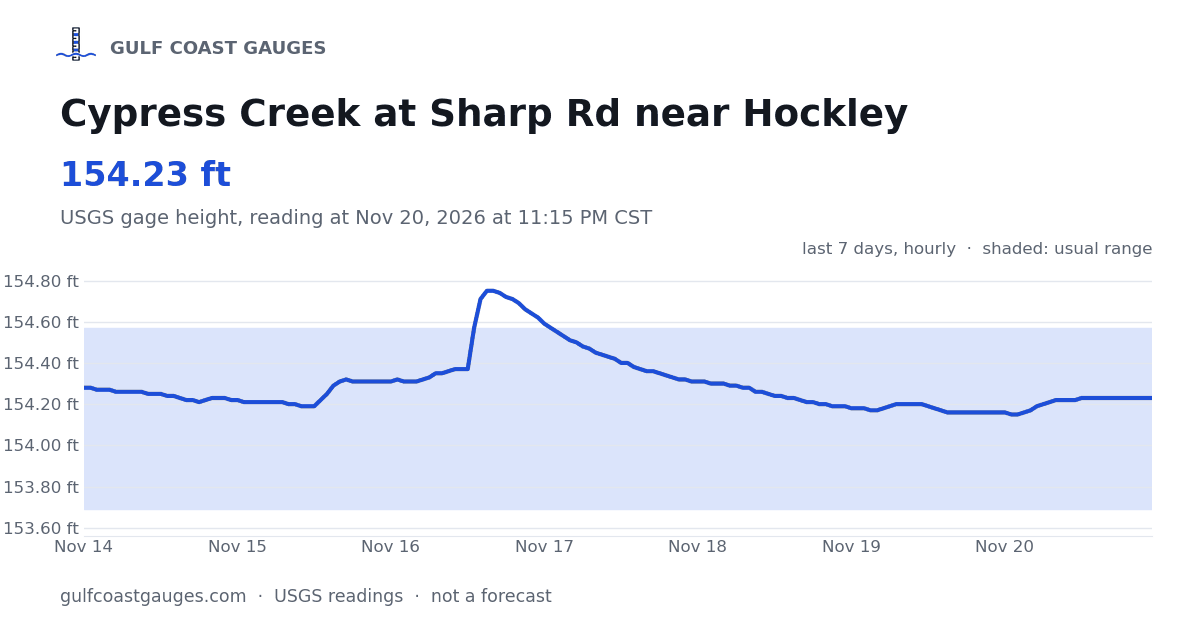 GULF COAST GAUGES
Cypress Creek at Sharp Rd near Hockley
154.23 ft
USGS gage height, reading at Nov 20, 2026 at 11:15 PM CST
last 7 days, hourly · shaded: usual range
154.80 ft
154.60 ft
154.40 ft
154.20 ft
154.00 ft
153.80 ft
153.60 ft
Nov 14 Nov 15 Nov 16 Nov 17 Nov 18 Nov 19 Nov 20
gulfcoastgauges.com · USGS readings · not a forecast